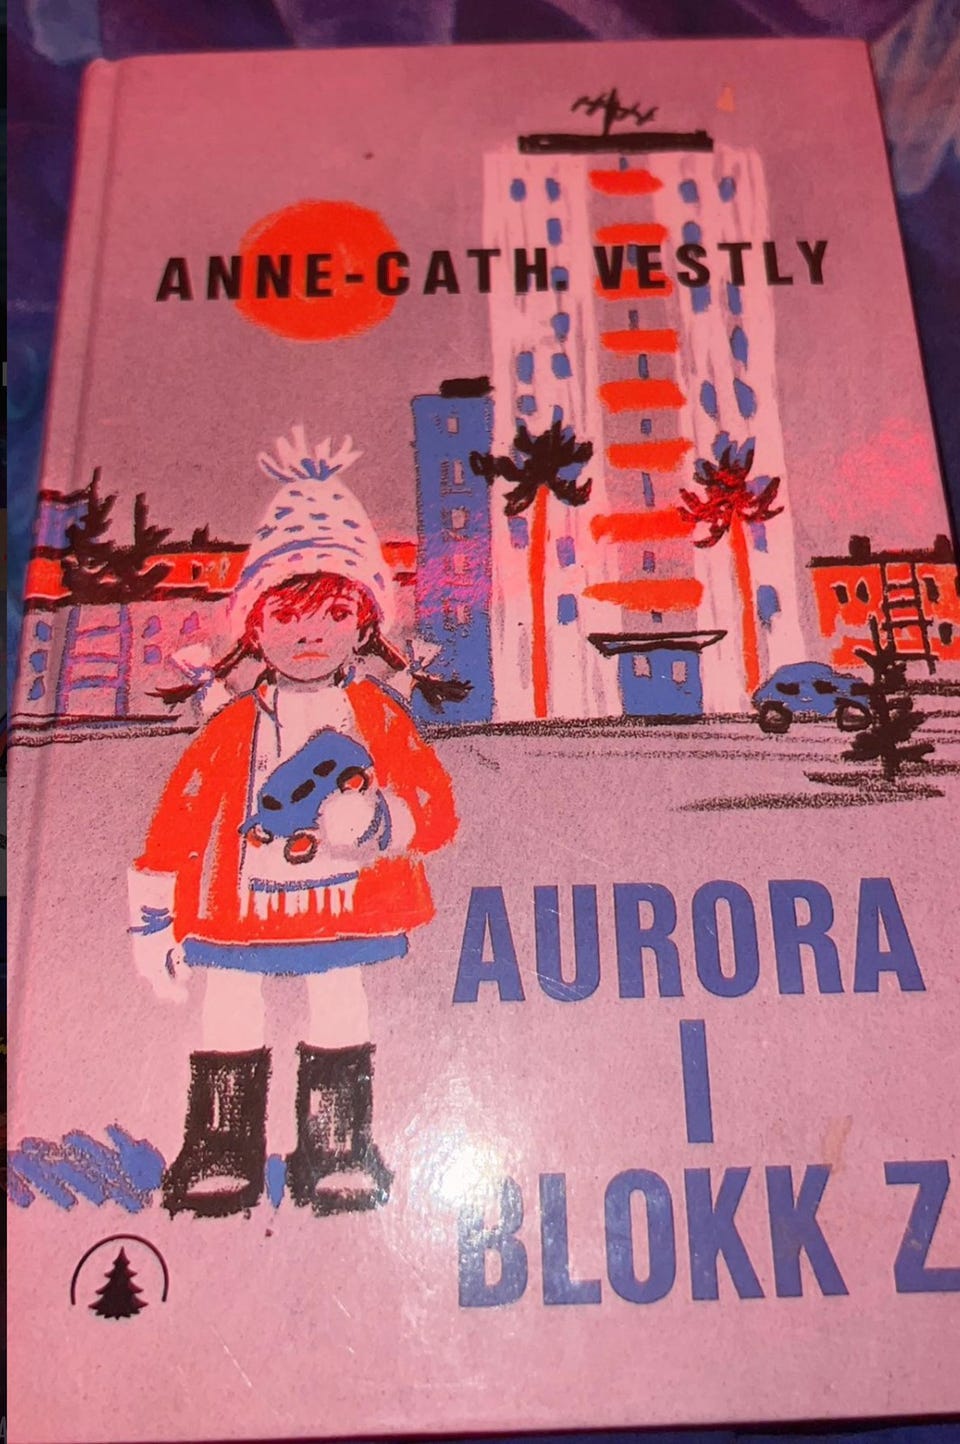 ANNE-CATH. VESTLY
AURORA
I
BLOKK Z